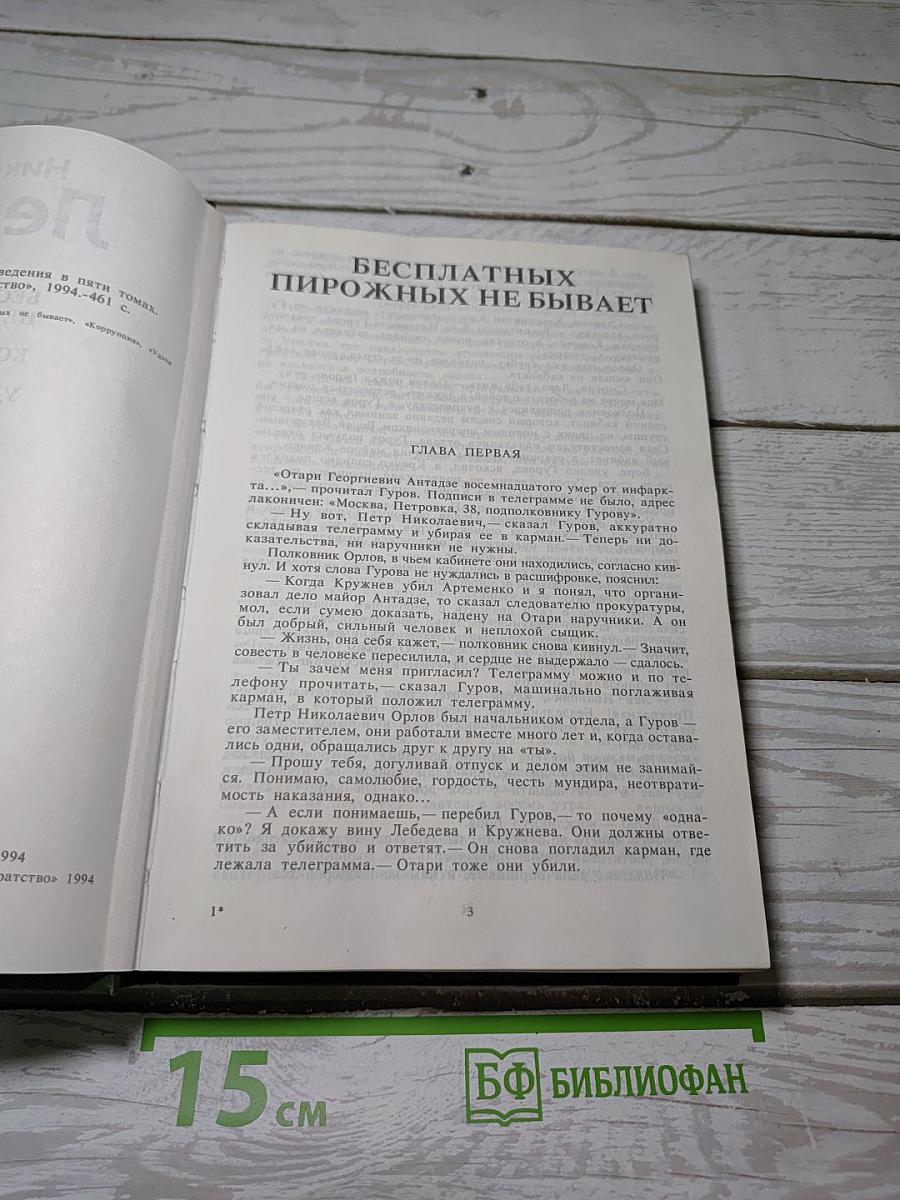 ведения в пяти томах.
ство», 1994.-461 с.
ых не бывает», «Коррупция», «Удачи
994
ратство» 1994
БЕСПЛАТНЫХ
ПИРОЖНЫХ НЕ БЫВАЕТ
ГЛАВА ПЕРВАЯ
«Отари Георгиевич Антадзе восемнадцатого умер от инфарк-
та...»,— прочитал Гуров. Подписи в телеграмме не было, адрес
лаконичен: «Москва, Петровка, 38, подполковнику Гурову».
— Ну вот, Петр Николаевич,— сказал Гуров, аккуратно
складывая телеграмму и убирая ее в карман.— Теперь ни до-
казательства, ни наручники не нужны.
Полковник Орлов, в чьем кабинете они находились, согласно кив-
нул. И хотя слова Гурова не нуждались в расшифровке, пояснил:
— Когда Кружнев убил Артеменко и я понял, что органи-
зовал дело майор Антадзе, то сказал следователю прокуратуры,
мол, если сумею доказать, надену на Отари наручники. А он
был добрый, сильный человек и неплохой сыщик.
— Жизнь, она себя кажет,— полковник снова кивнул.— Значит,
совесть в человеке пересилила, и сердце не выдержало — сдалось.
— Ты зачем меня пригласил? Телеграмму можно и по те-
лефону прочитать,— сказал Гуров, машинально поглаживая
карман, в который положил телеграмму.
Петр Николаевич Орлов был начальником отдела, а Гуров —
его заместителем, они работали вместе много лет и, когда остава-
лись одни, обращались друг к другу на «ты».
— Прошу тебя, догуливай отпуск и делом этим не занимай-
ся. Понимаю, самолюбие, гордость, честь мундира, неотврати-
мость наказания, однако...
— А если понимаешь,— перебил Гуров,— то почему «одна-
ко»? Я докажу вину Лебедева и Кружнева. Они должны отве-
тить за убийство и ответят.— Он снова погладил карман, где
лежала телеграмма.— Отари тоже они убили.
1*
3
15 см
БФ БИБЛИОФАН